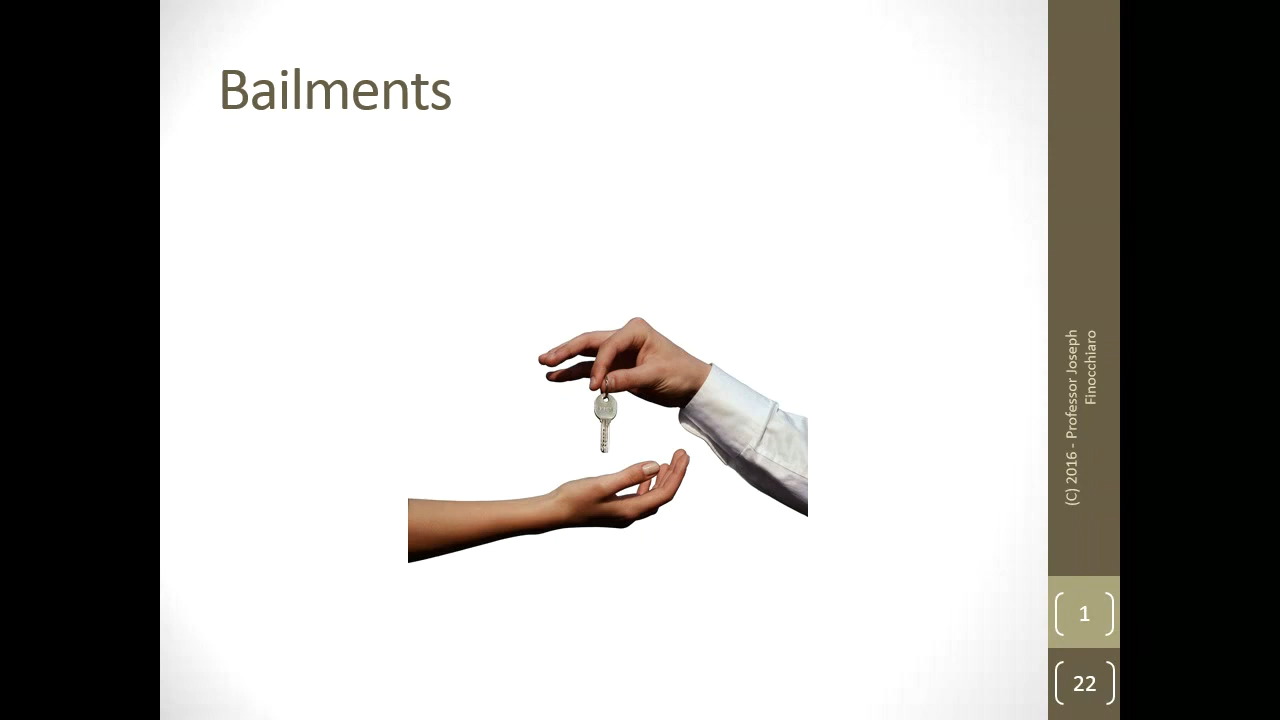 Bailments
(C) 2016 - Professor Joseph
Finocchiaro
1
22